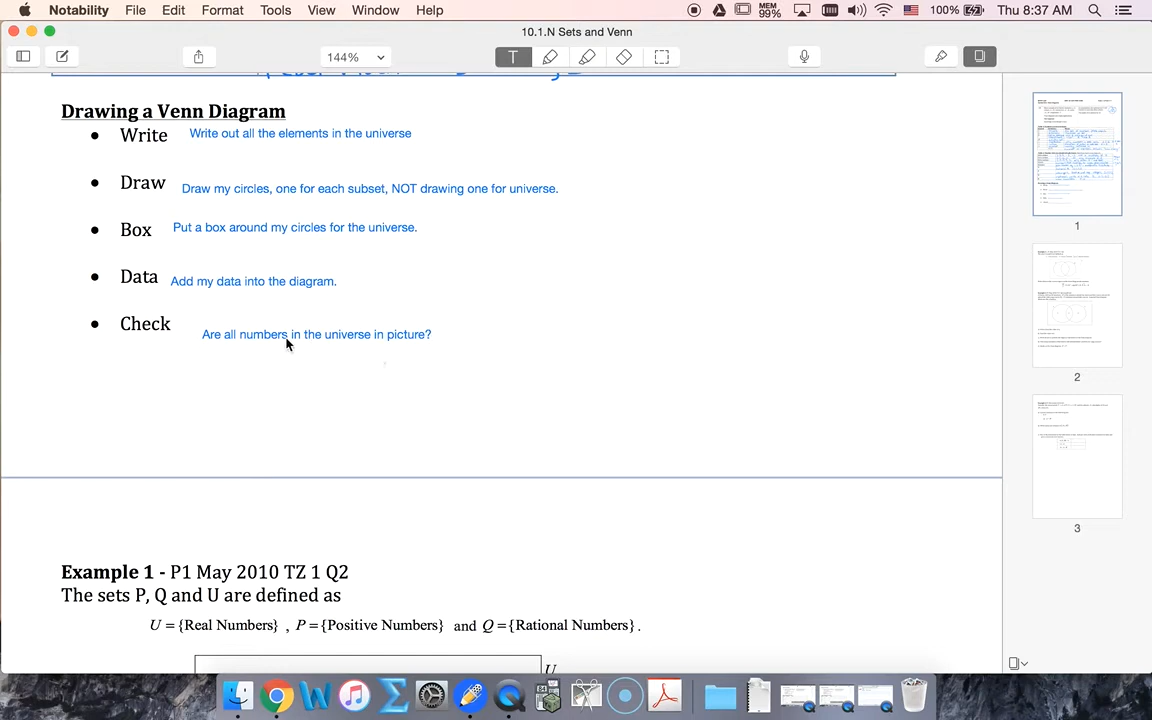 Notability File Edit Format Tools View Window Help MEM 99% 100% Thu 8:37 AM
10.1.N Sets and Venn
144% T
Drawing a Venn Diagram
• Write Write out all the elements in the universe
• Draw Draw my circles, one for each subset, NOT drawing one for universe.
• Box Put a box around my circles for the universe.
• Data Add my data into the diagram.
• Check Are all numbers in the universe in picture?
Example 1 - P1 May 2010 TZ 1 Q2
The sets P, Q and U are defined as
U = {Real Numbers} , P = {Positive Numbers} and Q = {Rational Numbers} .
U
1
2
3